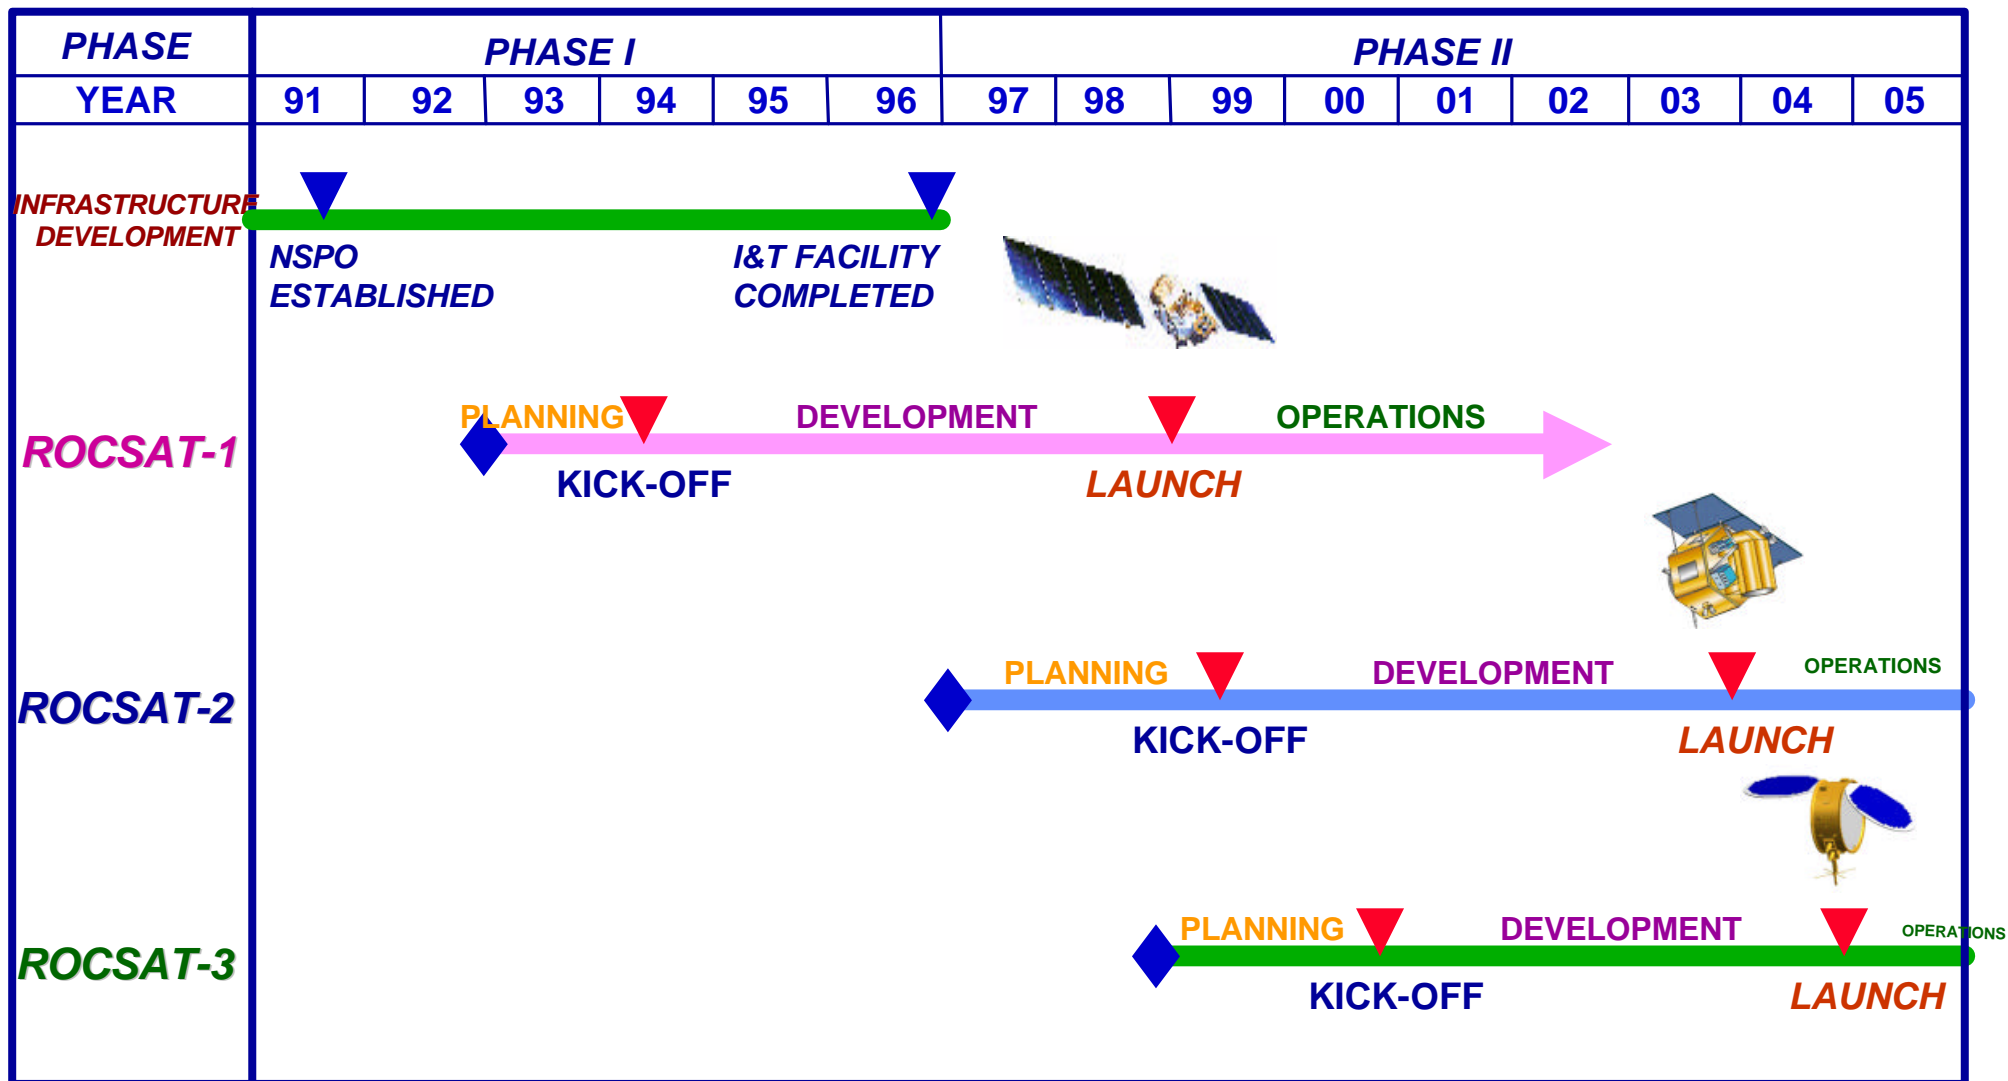 PHASE
PHASE I
PHASE II
YEAR
91
92
93
94
95
96
97
98
99
00
01
02
03
04
05
INFRASTRUCTURE
DEVELOPMENT
NSPO
ESTABLISHED
I&T FACILITY
COMPLETED
ROCSAT-1
PLANNING
DEVELOPMENT
OPERATIONS
KICK-OFF
LAUNCH
ROCSAT-2
PLANNING
DEVELOPMENT
OPERATIONS
KICK-OFF
LAUNCH
ROCSAT-3
PLANNING
DEVELOPMENT
OPERATIONS
KICK-OFF
LAUNCH